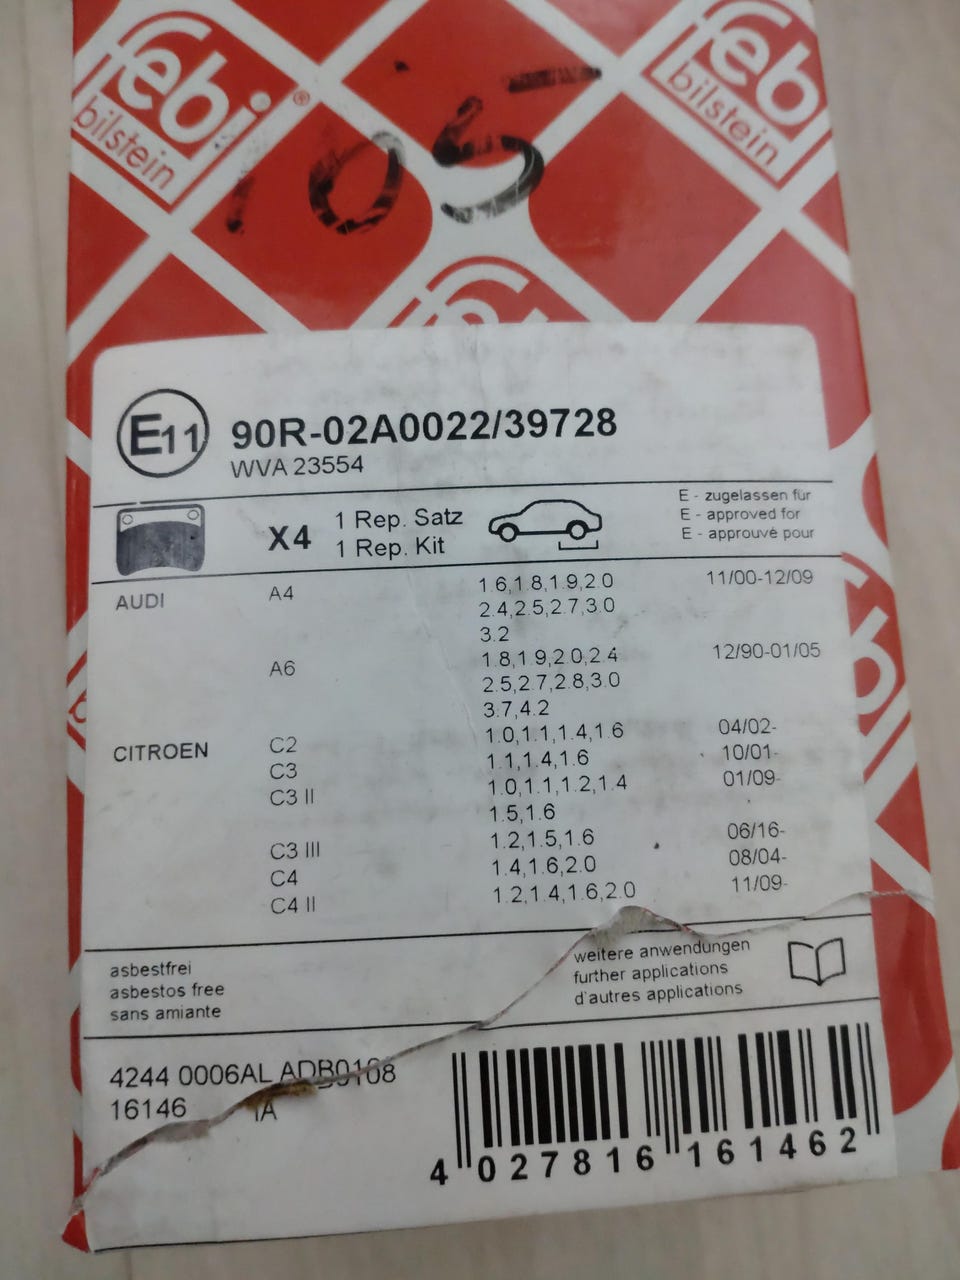 febi®
bilstein
feb
bilstein
105
E11
90R-02A0022/39728
WVA 23554
X4
1 Rep. Satz
1 Rep. Kit
E - zugelassen für
E - approved for
E - approuvè pour
AUDI A4 1.6,1.8,1.9,2.0 11/00-12/09
2.4,2.5,2.7,3.0
3.2
A6 1.8,1.9,2.0,2.4 12/90-01/05
2.5,2.7,2.8,3.0
3.7,4.2
CITROEN C2 1.0,1.1,1.4,1.6 04/02-
C3 1.1,1.4,1.6 10/01-
C3 II 1.0,1.1,1.2,1.4 01/09-
1.5,1.6
C3 III 1.2,1.5,1.6 06/16-
C4 1.4,1.6,2.0 08/04-
C4 II 1.2,1.4,1.6,2.0 11/09-
asbestfrei
asbestos free
sans amiante
weitere anwendungen
further applications
d'autres applications
4244 0006AL ADB0108
16146 1A
4 027816 161462